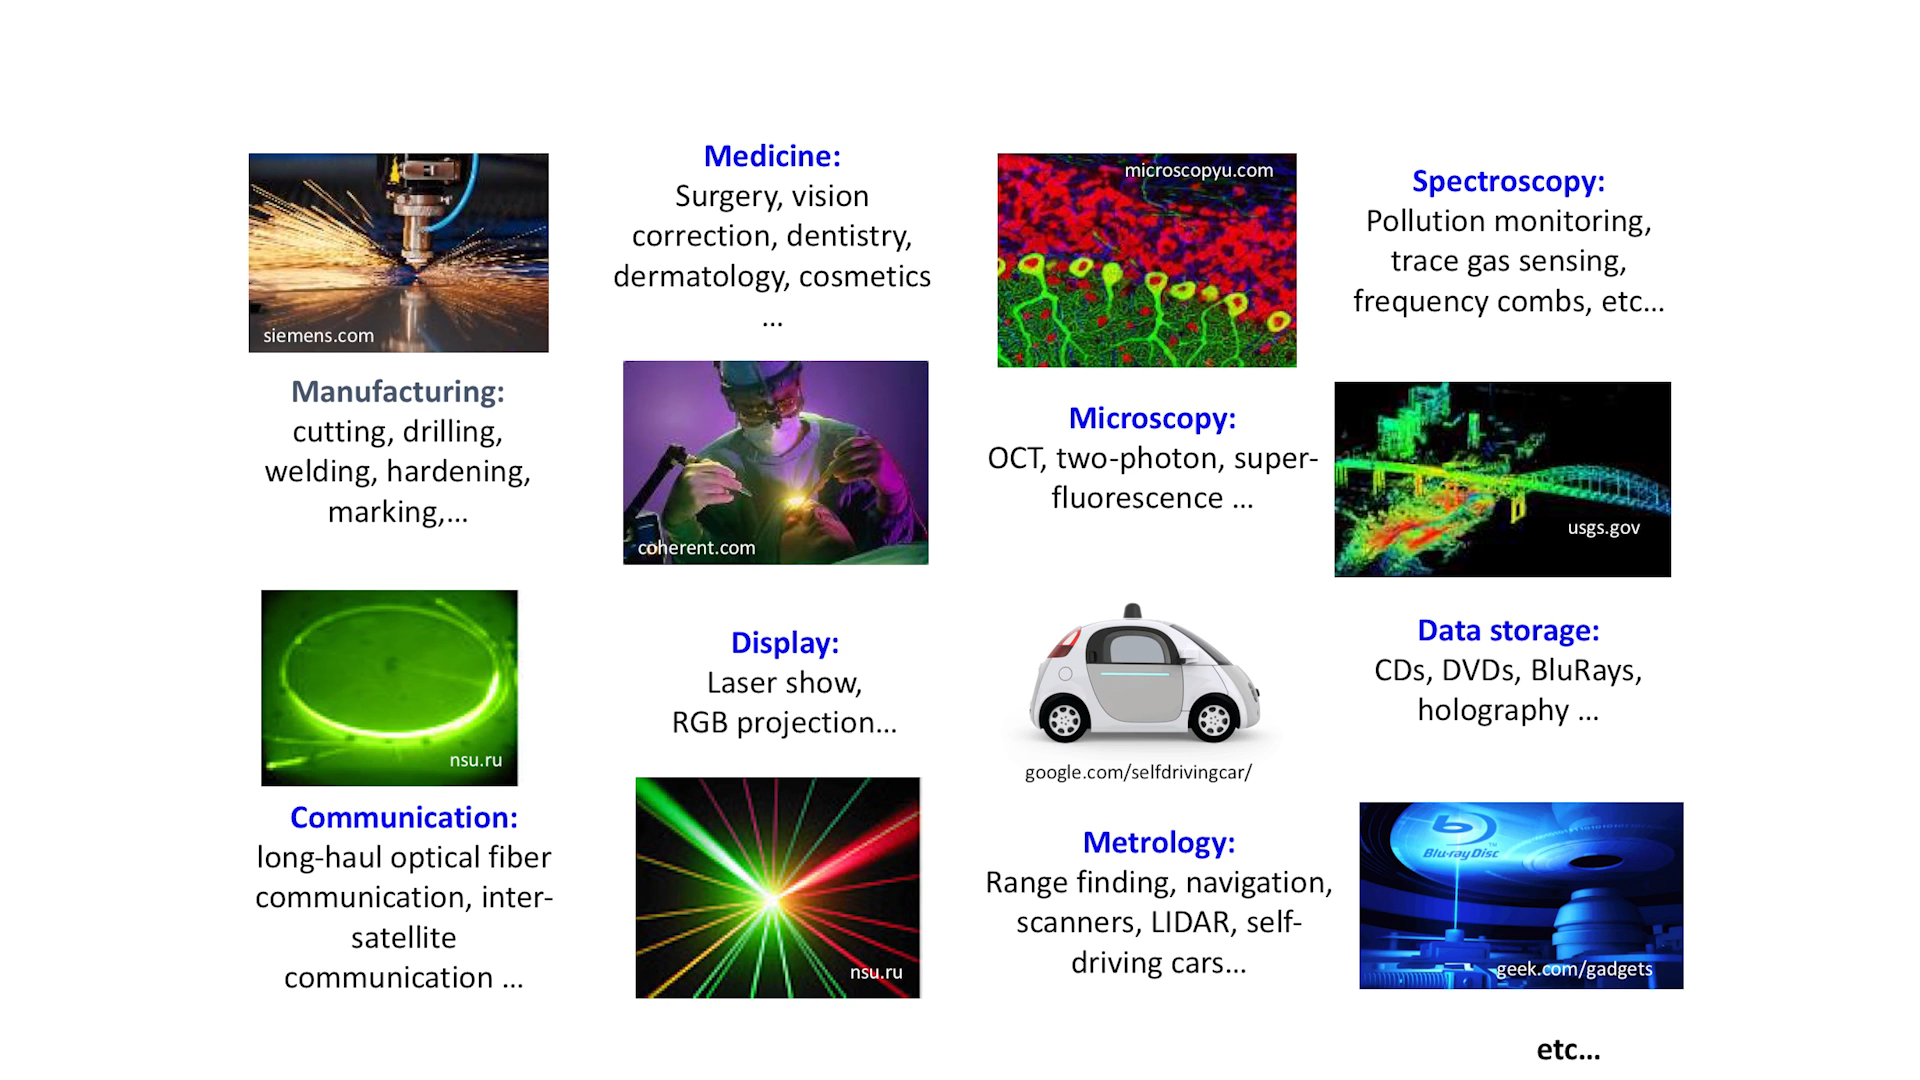 siemens.com
Manufacturing:
cutting, drilling,
welding, hardening,
marking,...
Medicine:
Surgery, vision
correction, dentistry,
dermatology, cosmetics
...
coherent.com
microscopyu.com
Microscopy:
OCT, two-photon, super-
fluorescence ...
Spectroscopy:
Pollution monitoring,
trace gas sensing,
frequency combs, etc...
usgs.gov
nsu.ru
Communication:
long-haul optical fiber
communication, inter-
satellite
communication ...
Display:
Laser show,
RGB projection...
nsu.ru
google.com/selfdrivingcar/
Metrology:
Range finding, navigation,
scanners, LIDAR, self-
driving cars...
Data storage:
CDs, DVDs, BluRays,
holography ...
Blu-ray Disc
TM
geek.com/gadgets
etc...